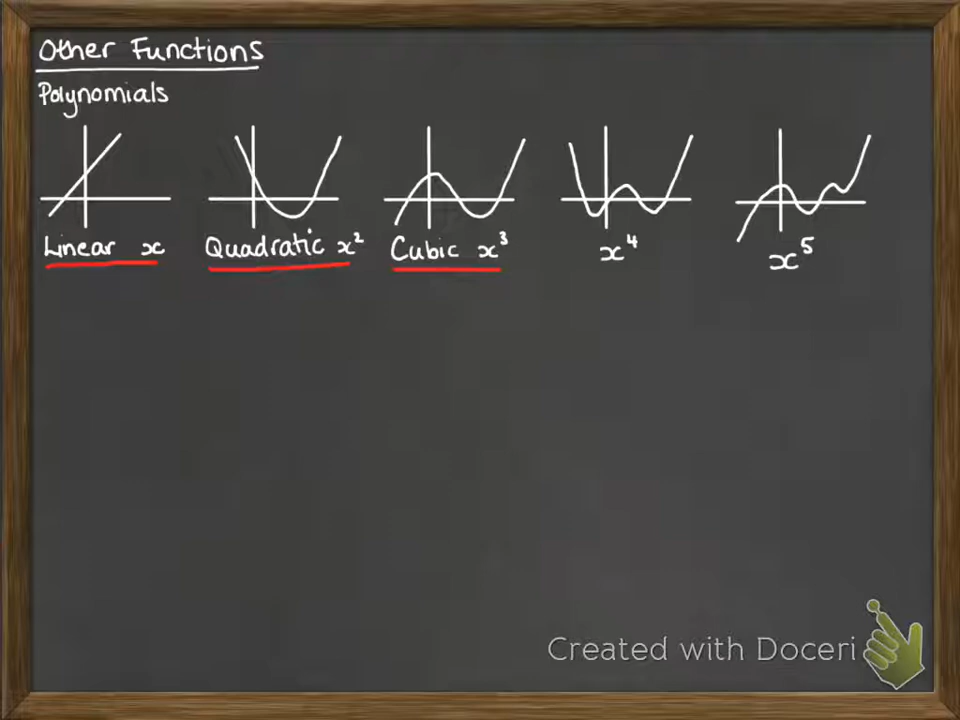 Other Functions
Polynomials
Linear x Quadratic x² Cubic x³ x⁴ x⁵
Created with Doceri